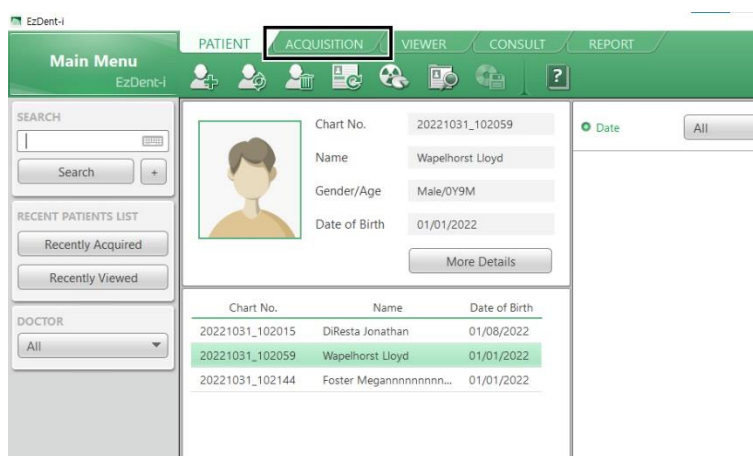 EzDent-i
Main Menu
EzDent-i
PATIENT ACQUISITION VIEWER CONSULT REPORT
?
SEARCH
Search +
RECENT PATIENTS LIST
Recently Acquired
Recently Viewed
DOCTOR
All
Chart No. 20221031_102059
Name Wapelhorst Lloyd
Gender/Age Male/0Y9M
Date of Birth 01/01/2022
More Details
Chart No. Name Date of Birth
20221031_102015 DiResta Jonathan 01/08/2022
20221031_102059 Wapelhorst Lloyd 01/01/2022
20221031_102144 Foster Megannnnnnnnn... 01/01/2022
Date All